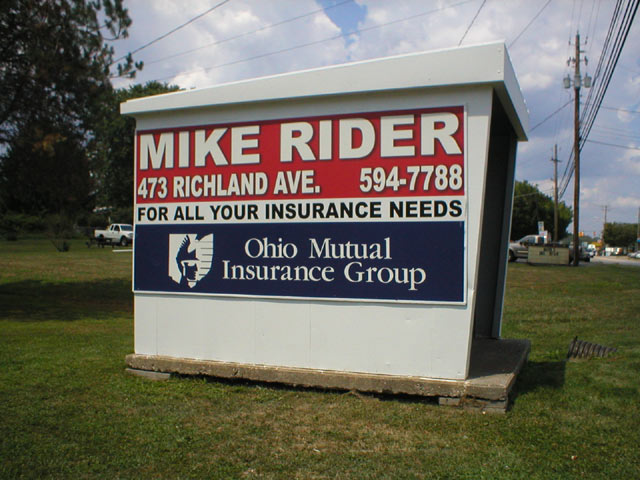 MIKE RIDER
473 RICHLAND AVE. 594-7788
FOR ALL YOUR INSURANCE NEEDS
Ohio Mutual
Insurance Group